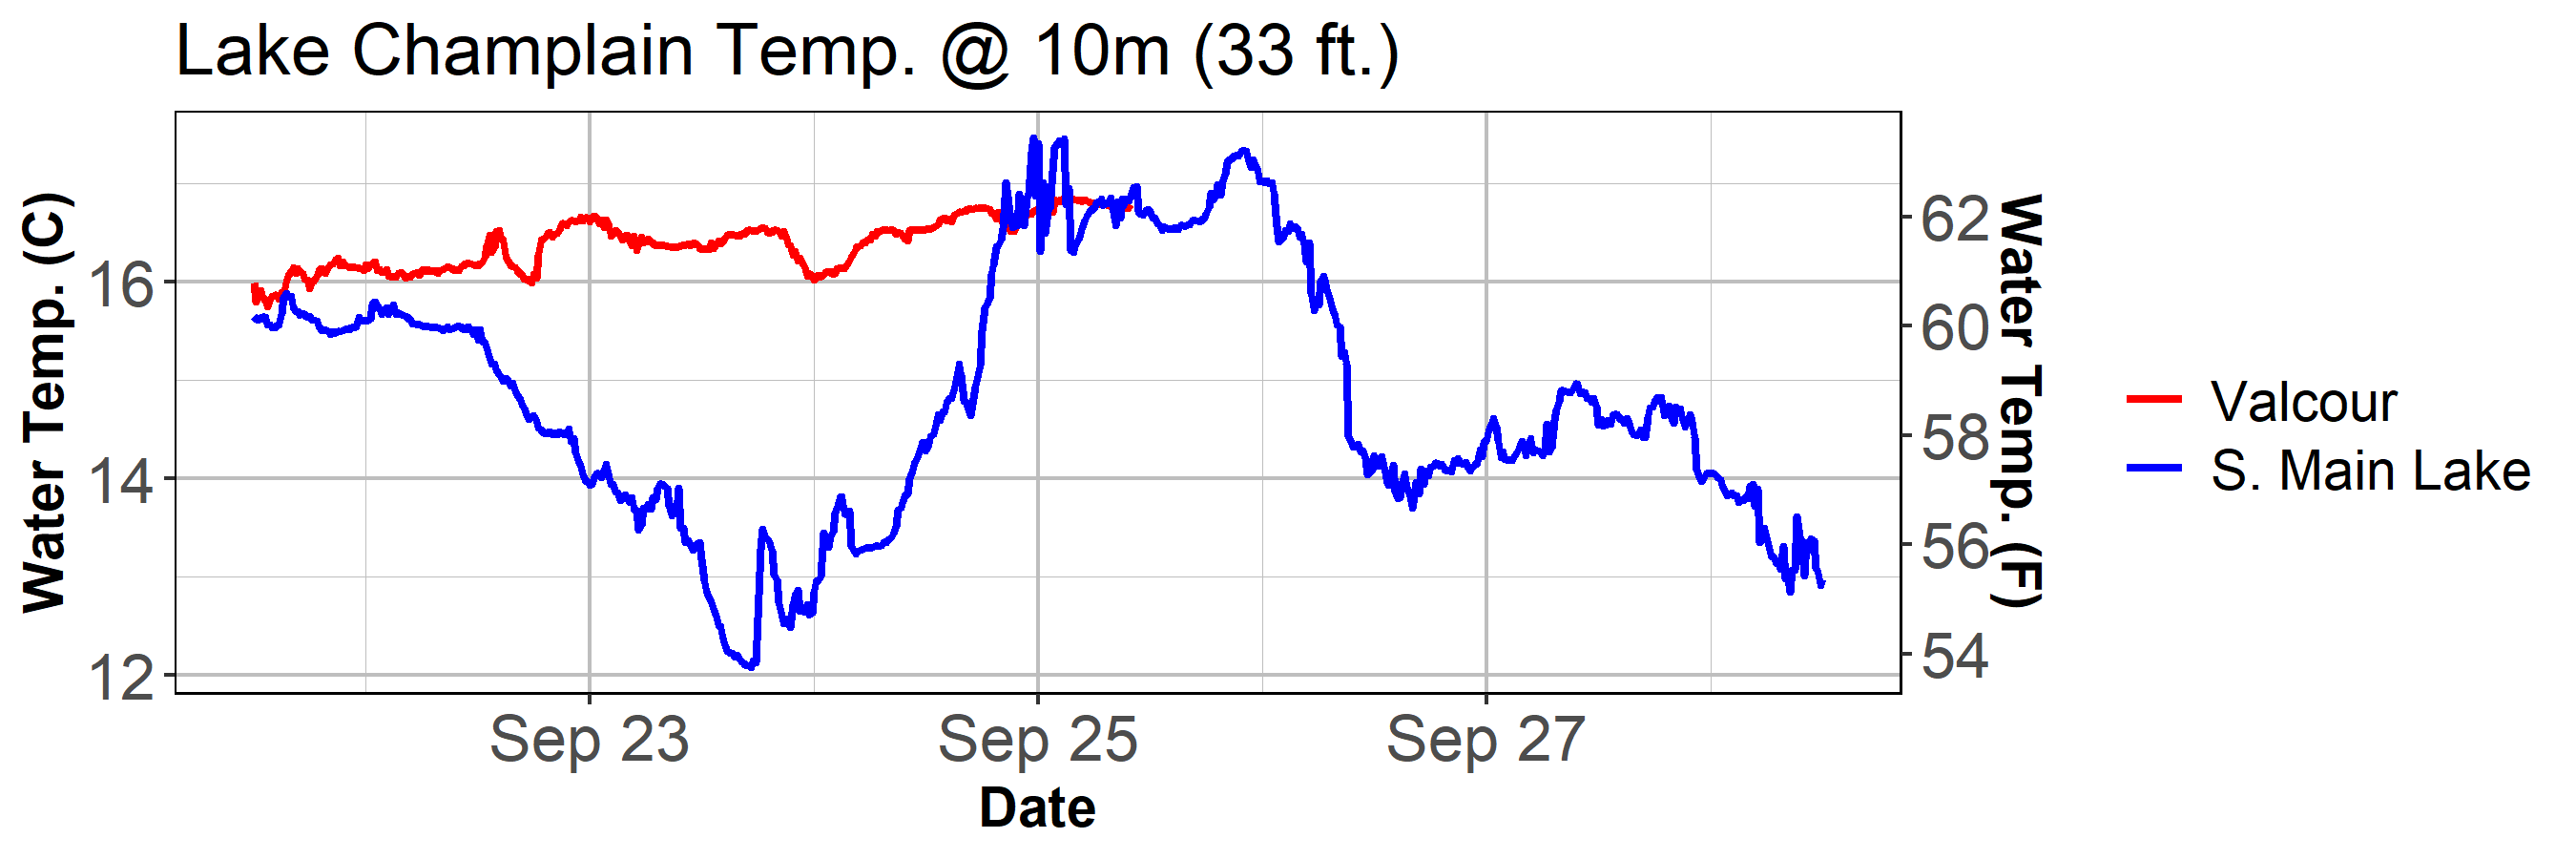 Lake Champlain Temp. @ 10m (33 ft.)
Water Temp. (C)
16
14
12
62
60
58
56
54
Water Temp. (F)
Sep 23
Sep 25
Sep 27
Date
Valcour
S. Main Lake